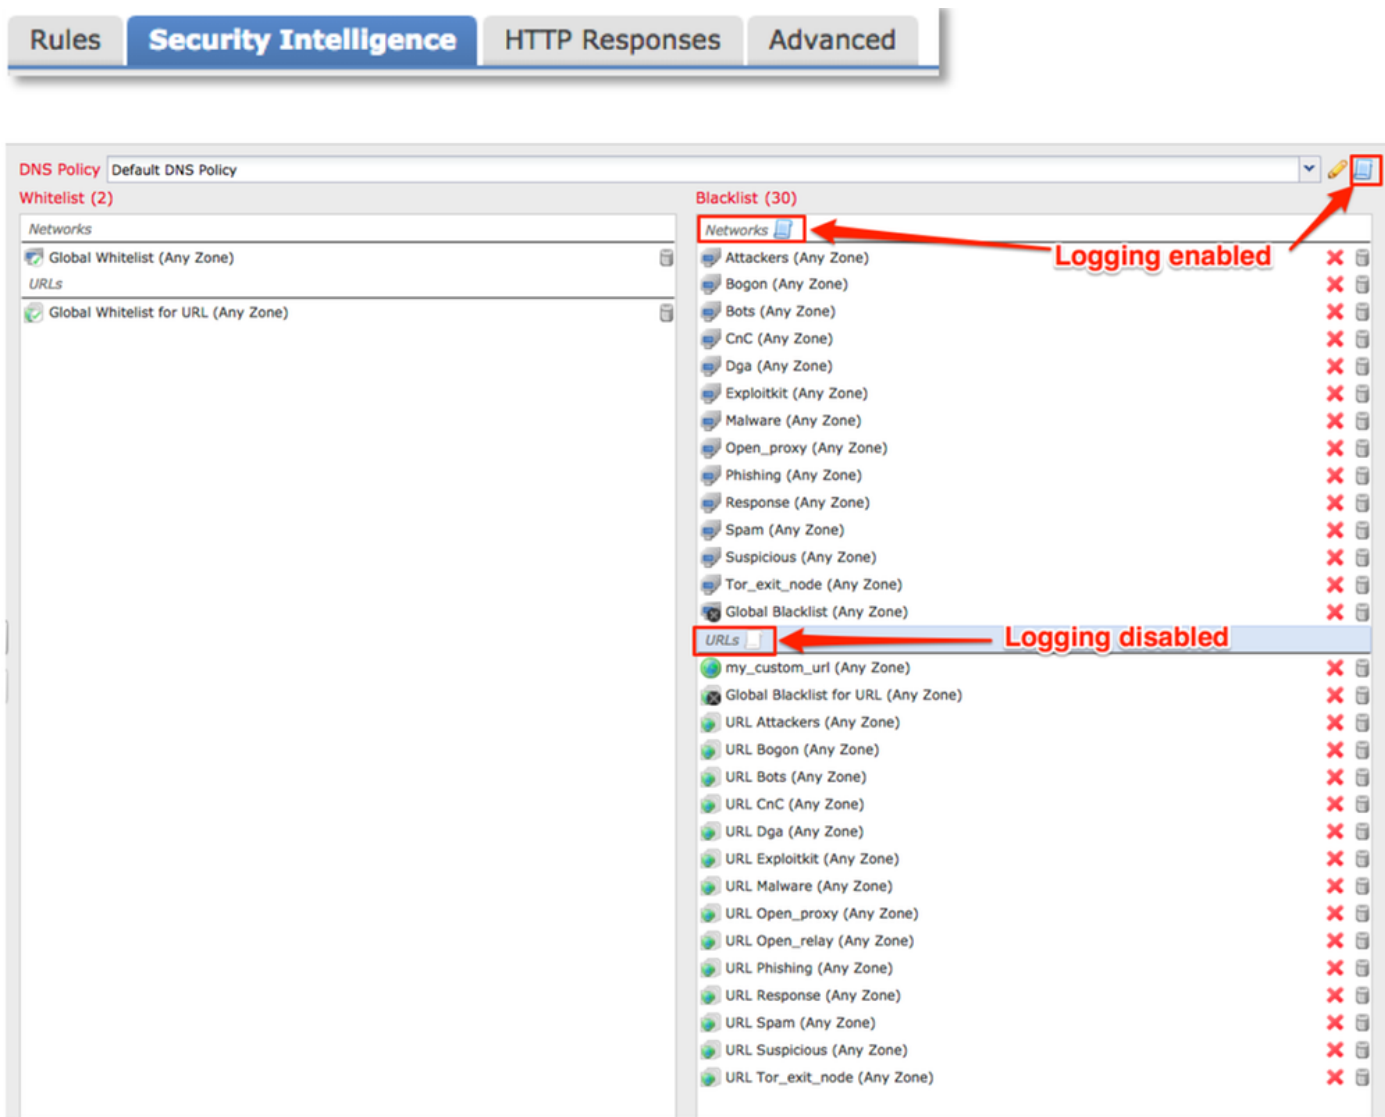 Rules Security Intelligence HTTP Responses Advanced
DNS Policy Default DNS Policy
Whitelist (2)
Networks
Global Whitelist (Any Zone)
URLs
Global Whitelist for URL (Any Zone)
Blacklist (30)
Networks
Logging enabled
Attackers (Any Zone)
Bogon (Any Zone)
Bots (Any Zone)
CnC (Any Zone)
Dga (Any Zone)
Exploitkit (Any Zone)
Malware (Any Zone)
Open_proxy (Any Zone)
Phishing (Any Zone)
Response (Any Zone)
Spam (Any Zone)
Suspicious (Any Zone)
Tor_exit_node (Any Zone)
Global Blacklist (Any Zone)
URLs
Logging disabled
my_custom_url (Any Zone)
Global Blacklist for URL (Any Zone)
URL Attackers (Any Zone)
URL Bogon (Any Zone)
URL Bots (Any Zone)
URL CnC (Any Zone)
URL Dga (Any Zone)
URL Exploitkit (Any Zone)
URL Malware (Any Zone)
URL Open_proxy (Any Zone)
URL Open_relay (Any Zone)
URL Phishing (Any Zone)
URL Response (Any Zone)
URL Spam (Any Zone)
URL Suspicious (Any Zone)
URL Tor_exit_node (Any Zone)